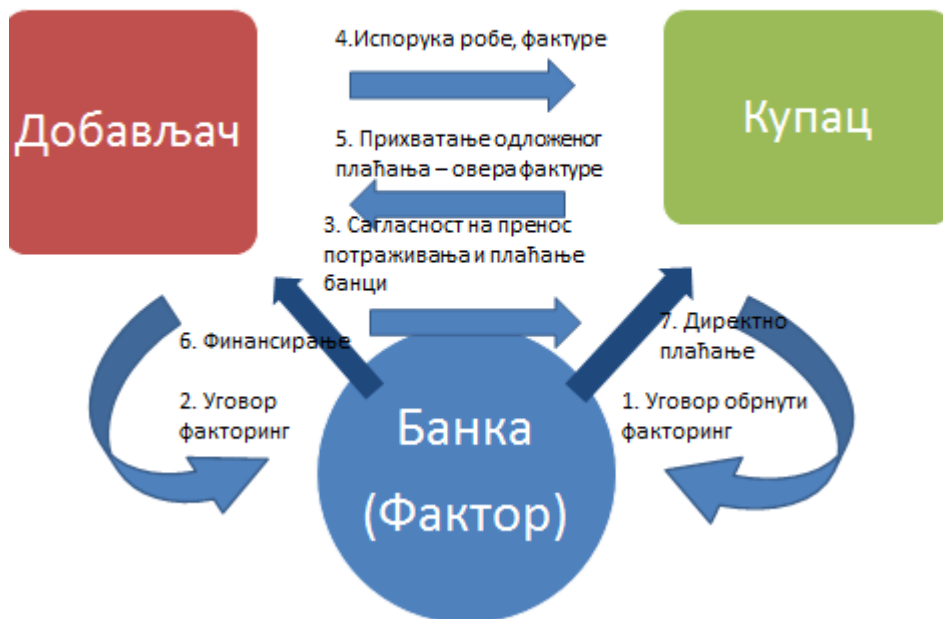 Добављач
4.Испорука робе, фактуре
Купац
5. Прихватање одложеног
плаћања – овера фактуре
3. Сагласност на пренос
потраживања и плаћање
банци
6. Финансирање
7. Директно
плаћање
2. Уговор
факторинг
1. Уговор обрнути
факторинг
Банка
(Фактор)